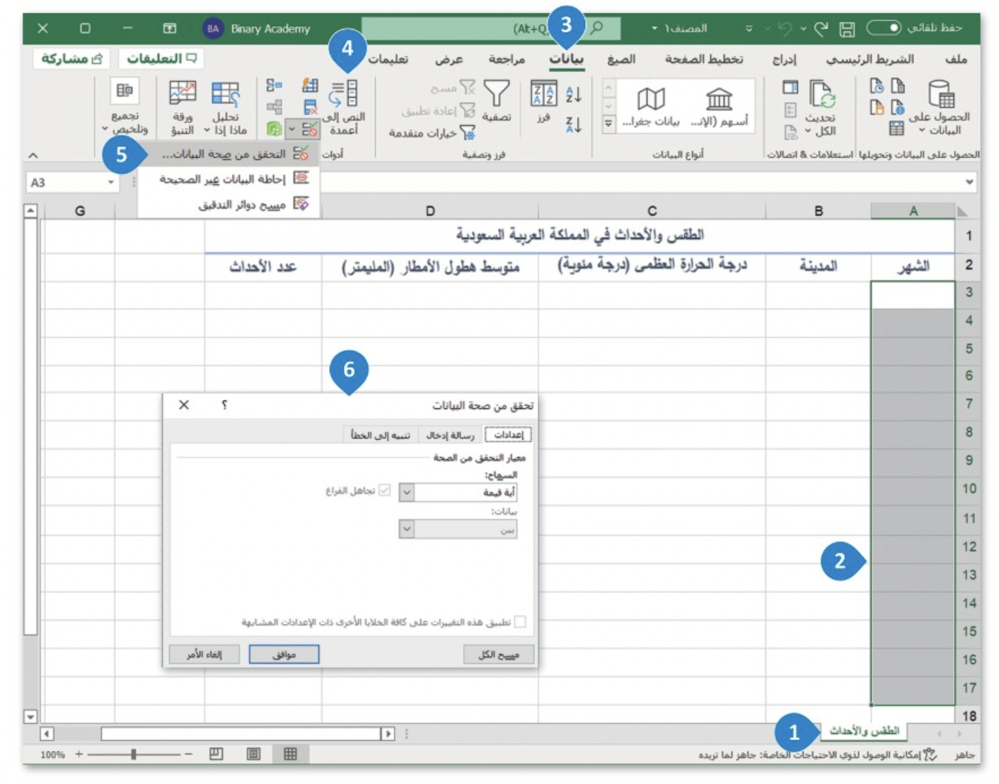 حفظ تلقائي
المصنف١
(Alt+Q
3
Binary Academy
BA
ملف
الشريط الرئيسي
إدراج
تخطيط الصفحة
الصيغ
بيانات
مراجعة
عرض
تعليمات
4
التعليقات
مشاركة
الحصول على البيانات
تحديث الكل
أسهم (الإن...
بيانات جغرا...
فرز
تصفية
مسح
إعادة تطبيق
خيارات متقدمة
النص إلى أعمدة
تحليل ماذا إذا
ورقة التنبؤ
تجميع وتلخيص
الحصول على البيانات وتحويلها
استعلامات & اتصالات
أنواع البيانات
فرز وتصفية
أدوات
التحقق من صحة البيانات...
5
إحاطة البيانات غير الصحيحة
مسح دوائر التدقيق
A3
A
B
C
D
G
1
الطقس والأحداث في المملكة العربية السعودية
2
الشهر
المدينة
درجة الحرارة العظمى (درجة مئوية)
متوسط هطول الأمطار (المليمتر)
عدد الأحداث
3
4
5
6
7
8
9
10
11
12
13
14
15
16
17
18
2
6
تحقق من صحة البيانات
؟
إعدادات
رسالة إدخال
تنبيه إلى الخطأ
معيار التحقق من الصحة
السماح:
أية قيمة
تجاهل الفراغ
بيانات:
بين
تطبيق هذه التغييرات على كافة الخلايا الأخرى ذات الإعدادات المشابهة
مسح الكل
موافق
إلغاء الأمر
الطقس والأحداث
1
جاهز
إمكانية الوصول لذوي الاحتياجات الخاصة: جاهز لما تريده
100%